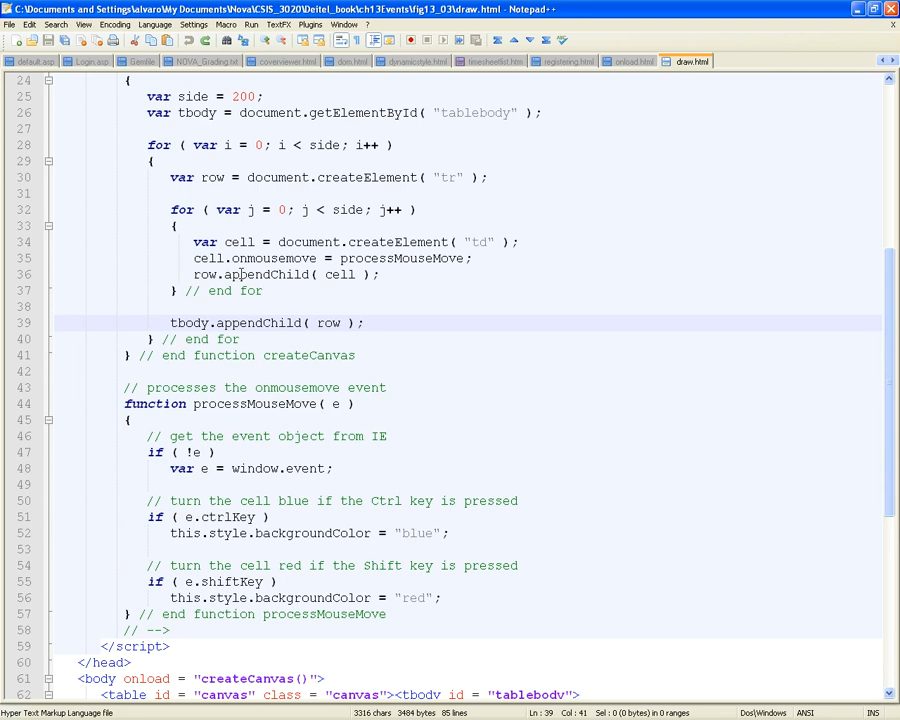 C:\Documents and Settings\alvaro\My Documents\Nova\CSIS_3020\Deitel_book\ch13Events\fig13_03\draw.html - Notepad++
File Edit Search View Encoding Language Settings Macro Run TextFX Plugins Window ?
default.asp Login.asp Gemfile NOVA_Grading.txt coverviewer.html dom.html dynamicstyle.html timesheetlist.htm registering.html onload.html draw.html
24 {
25 var side = 200;
26 var tbody = document.getElementById( "tablebody" );
27
28 for ( var i = 0; i < side; i++ )
29 {
30 var row = document.createElement( "tr" );
31
32 for ( var j = 0; j < side; j++ )
33 {
34 var cell = document.createElement( "td" );
35 cell.onmousemove = processMouseMove;
36 row.appendChild( cell );
37 } // end for
38
39 tbody.appendChild( row );
40 } // end for
41 } // end function createCanvas
42
43 // processes the onmousemove event
44 function processMouseMove( e )
45 {
46 // get the event object from IE
47 if ( !e )
48 var e = window.event;
49
50 // turn the cell blue if the Ctrl key is pressed
51 if ( e.ctrlKey )
52 this.style.backgroundColor = "blue";
53
54 // turn the cell red if the Shift key is pressed
55 if ( e.shiftKey )
56 this.style.backgroundColor = "red";
57 } // end function processMouseMove
58 // -->
59 </script>
60 </head>
61 <body onload = "createCanvas()">
62 <table id = "canvas" class = "canvas"><tbody id = "tablebody">
Hyper Text Markup Language file 3316 chars 3484 bytes 85 lines Ln : 39 Col : 41 Sel : 0 (0 bytes) in 0 ranges Dos\Windows ANSI INS